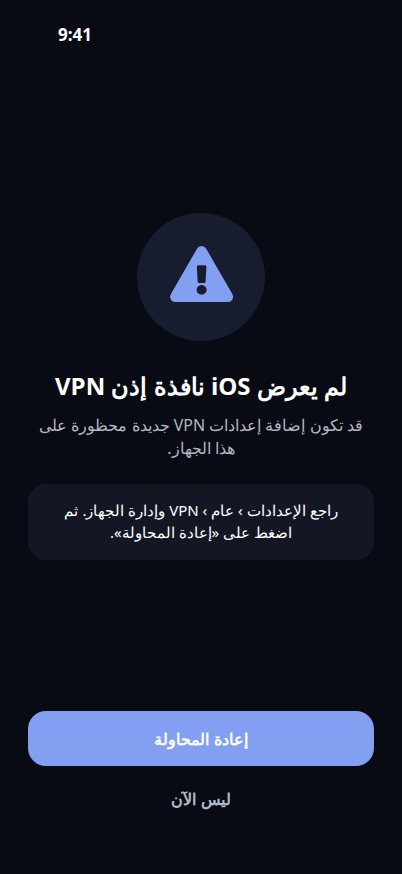 9:41
لم يعرض iOS نافذة إذن VPN
قد تكون إضافة إعدادات VPN جديدة محظورة على
هذا الجهاز.
راجع الإعدادات › عام › VPN وإدارة الجهاز. ثم
اضغط على «إعادة المحاولة».
إعادة المحاولة
ليس الآن